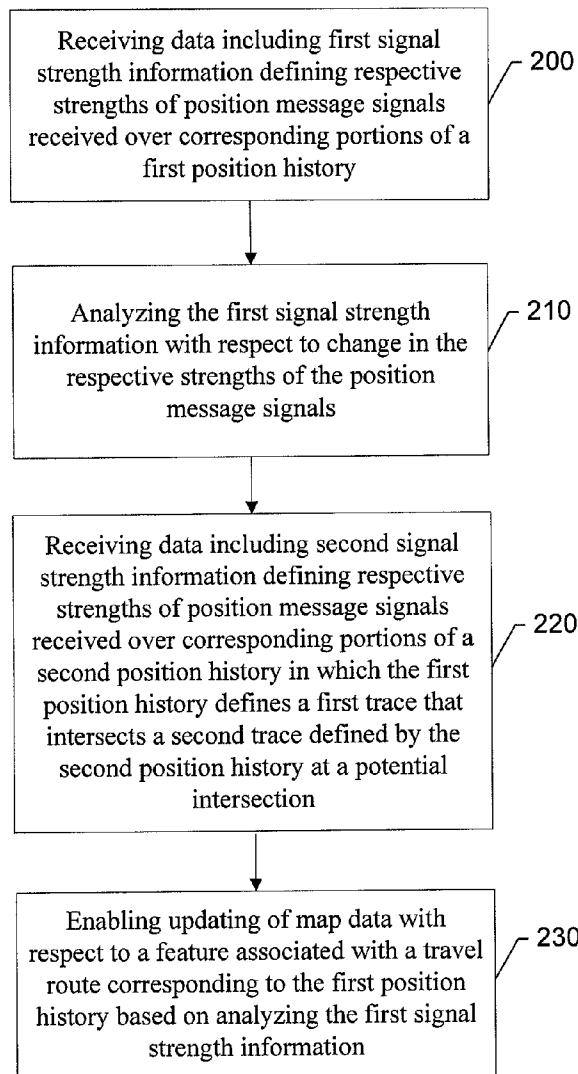 Receiving data including first signal
strength information defining respective
strengths of position message signals
received over corresponding portions of a
first position history
200
Analyzing the first signal strength
information with respect to change in the
respective strengths of the position
message signals
210
Receiving data including second signal
strength information defining respective
strengths of position message signals
received over corresponding portions of a
second position history in which the first
position history defines a first trace that
intersects a second trace defined by the
second position history at a potential
intersection
220
Enabling updating of map data with
respect to a feature associated with a travel
route corresponding to the first position
history based on analyzing the first signal
strength information
230